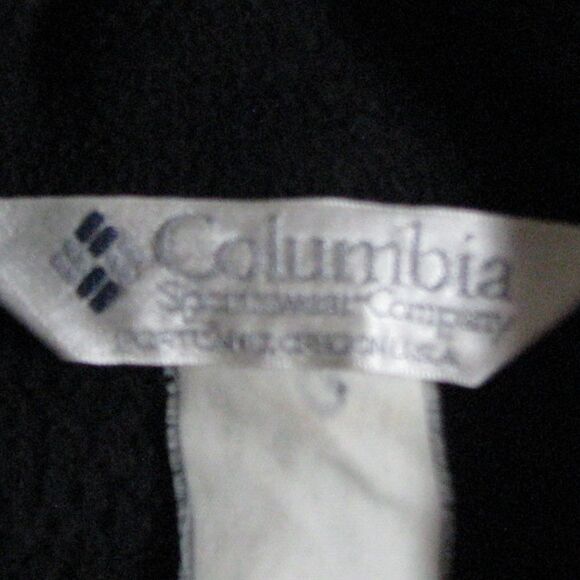 Columbia
Sportswear Company
PORTLAND, OREGON U.S.A.